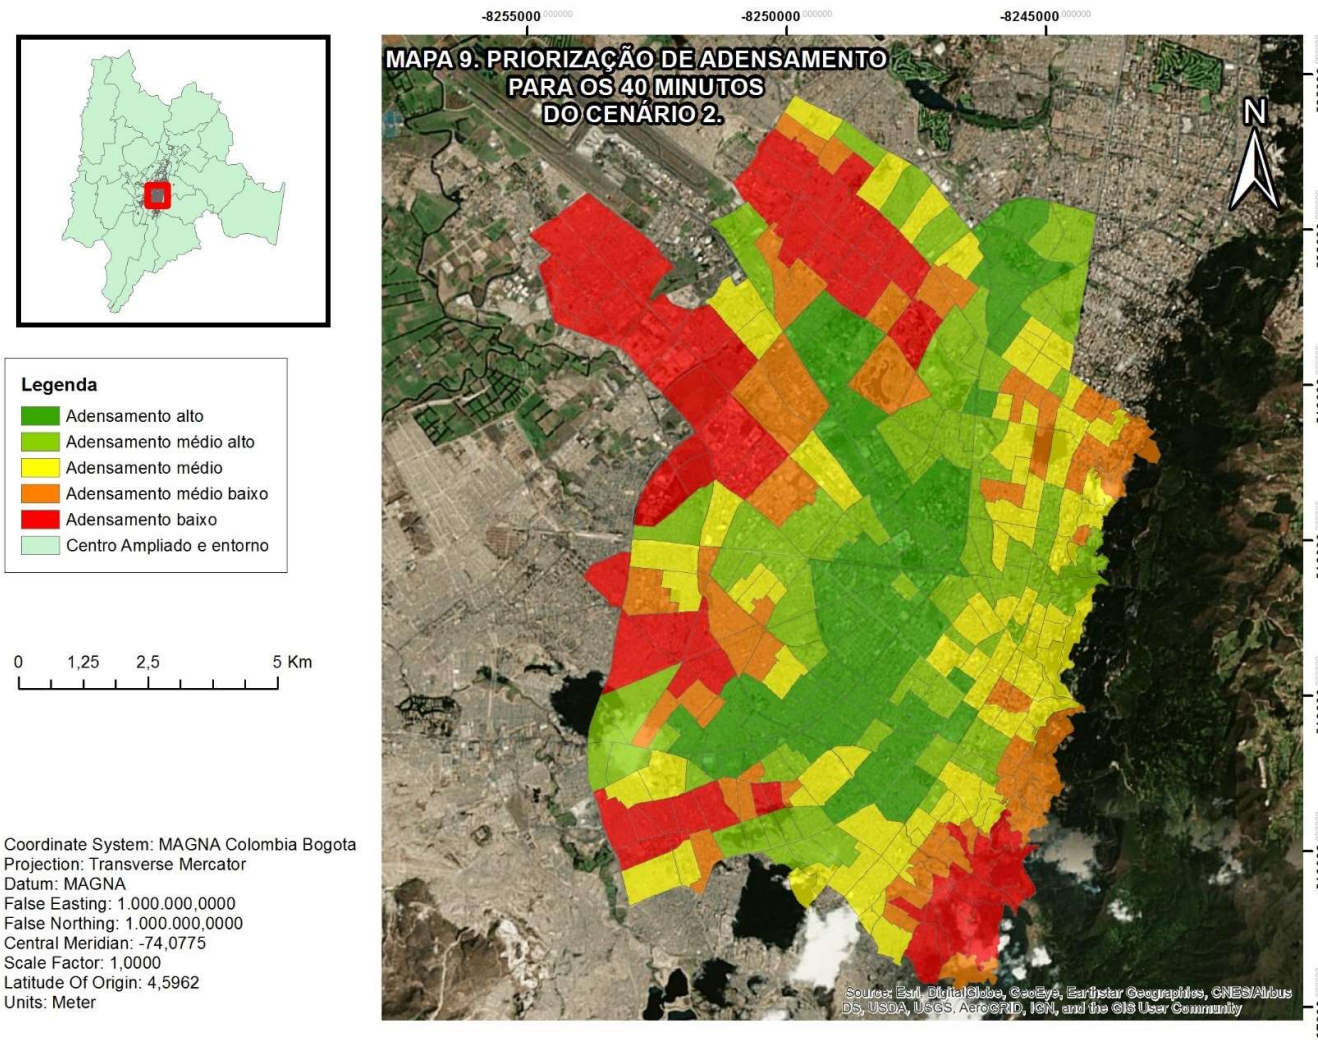 -8255000,000000
-8250000,000000
-8245000,000000
MAPA 9. PRIORIZAÇÃO DE ADENSAMENTO
PARA OS 40 MINUTOS
DO CENÁRIO 2.
N
Legenda
Adensamento alto
Adensamento médio alto
Adensamento médio
Adensamento médio baixo
Adensamento baixo
Centro Ampliado e entorno
0 1,25 2,5 5 Km
Coordinate System: MAGNA Colombia Bogota
Projection: Transverse Mercator
Datum: MAGNA
False Easting: 1.000.000,0000
False Northing: 1.000.000,0000
Central Meridian: -74,0775
Scale Factor: 1,0000
Latitude Of Origin: 4,5962
Units: Meter
Source: Esri, DigitalGlobe, GeoEye, Earthstar Geographics, CNES/Airbus
DS, USDA, USGS, AeroGRID, IGN, and the GIS User Community